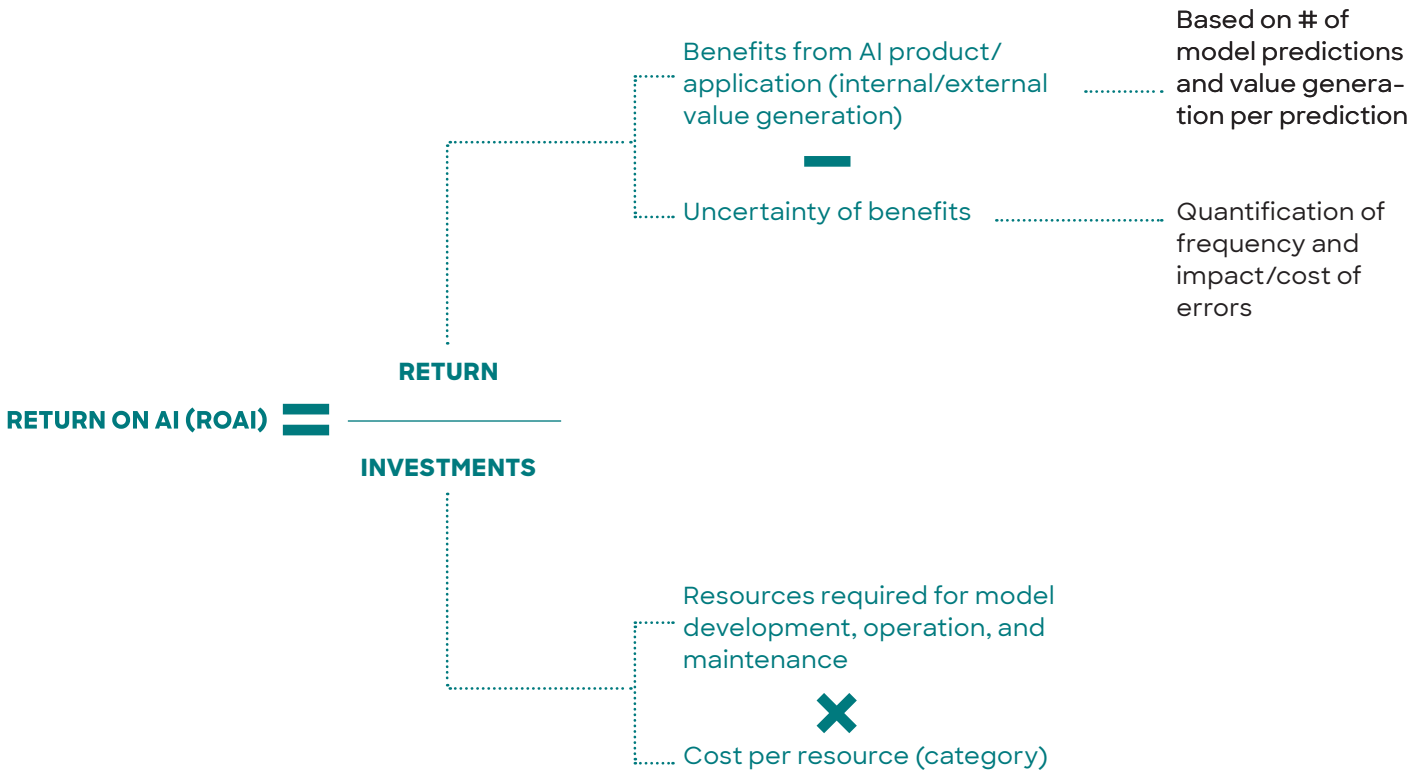 Based on # of
model predictions
and value genera-
tion per prediction
Benefits from AI product/
application (internal/external
value generation)
Uncertainty of benefits
Quantification of
frequency and
impact/cost of
errors
RETURN
RETURN ON AI (ROAI)
INVESTMENTS
Resources required for model
development, operation, and
maintenance
Cost per resource (category)